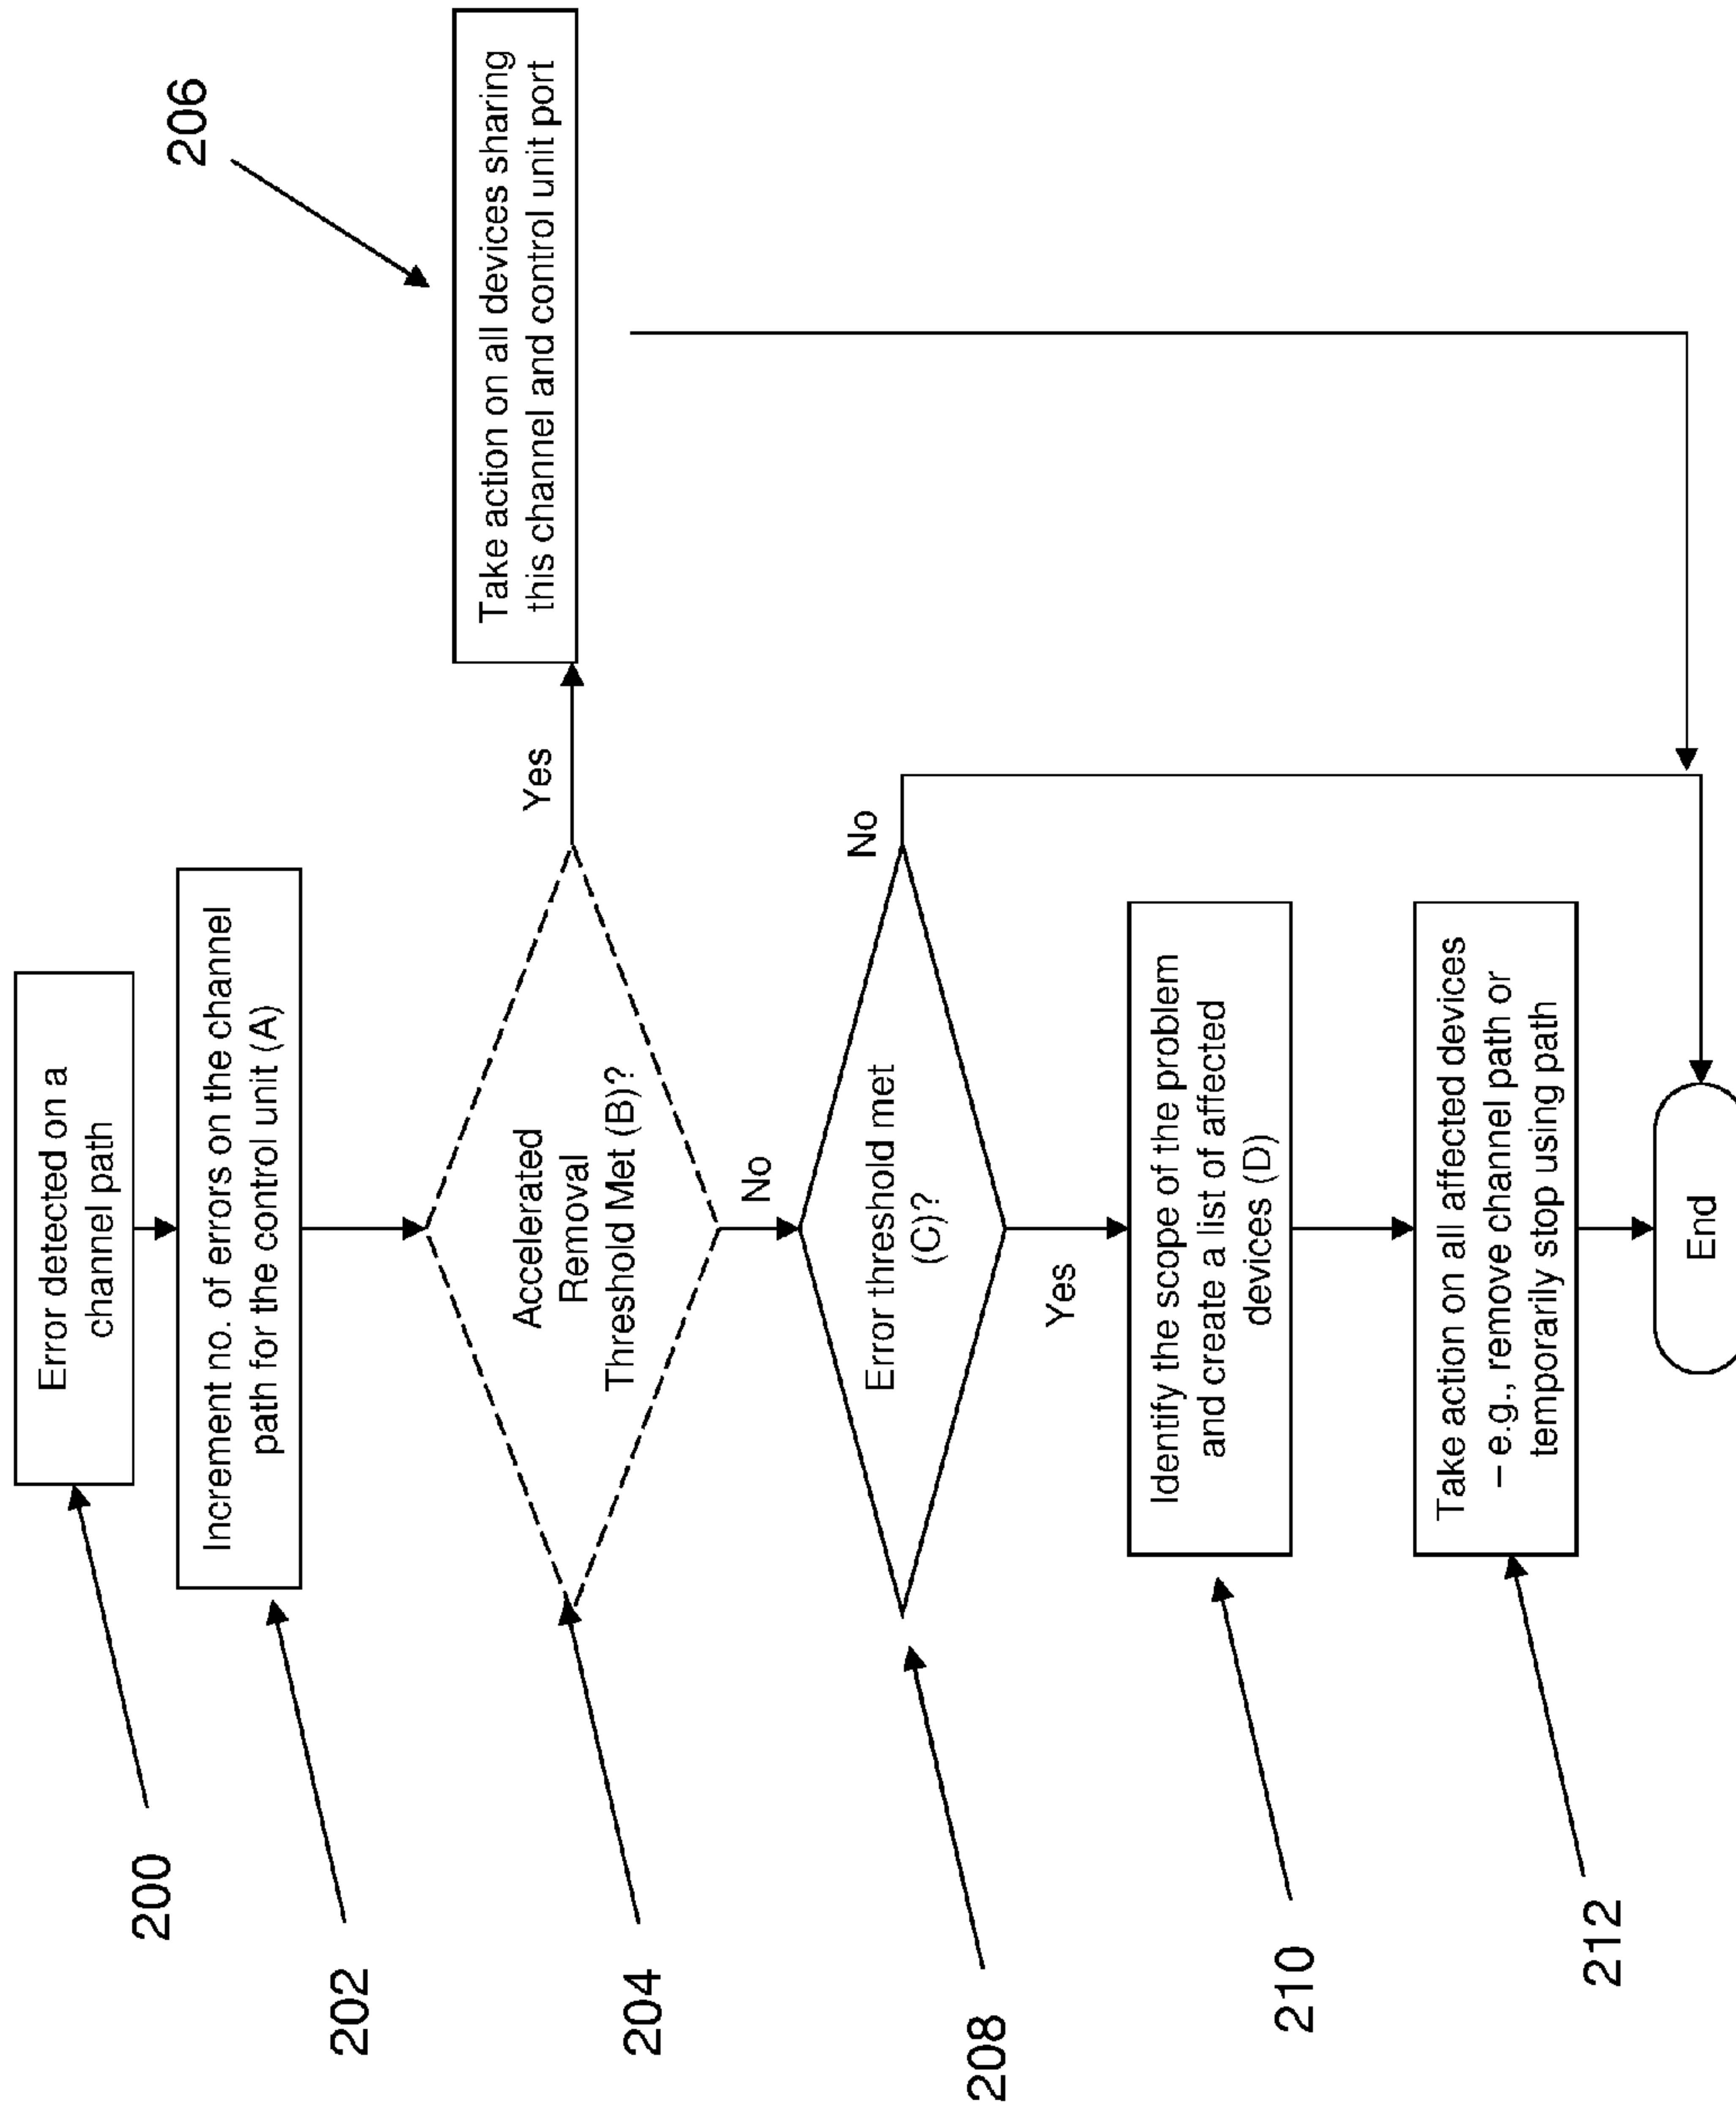 200
Error detected on a
channel path
202
Increment no. of errors on the channel
path for the control unit (A)
204
Accelerated
Removal
Threshold Met (B)?
Yes
206
Take action on all devices sharing
this channel and control unit port
No
208
Error threshold met
(C)?
No
Yes
210
Identify the scope of the problem
and create a list of affected
devices (D)
212
Take action on all affected devices
– e.g., remove channel path or
temporarily stop using path
End